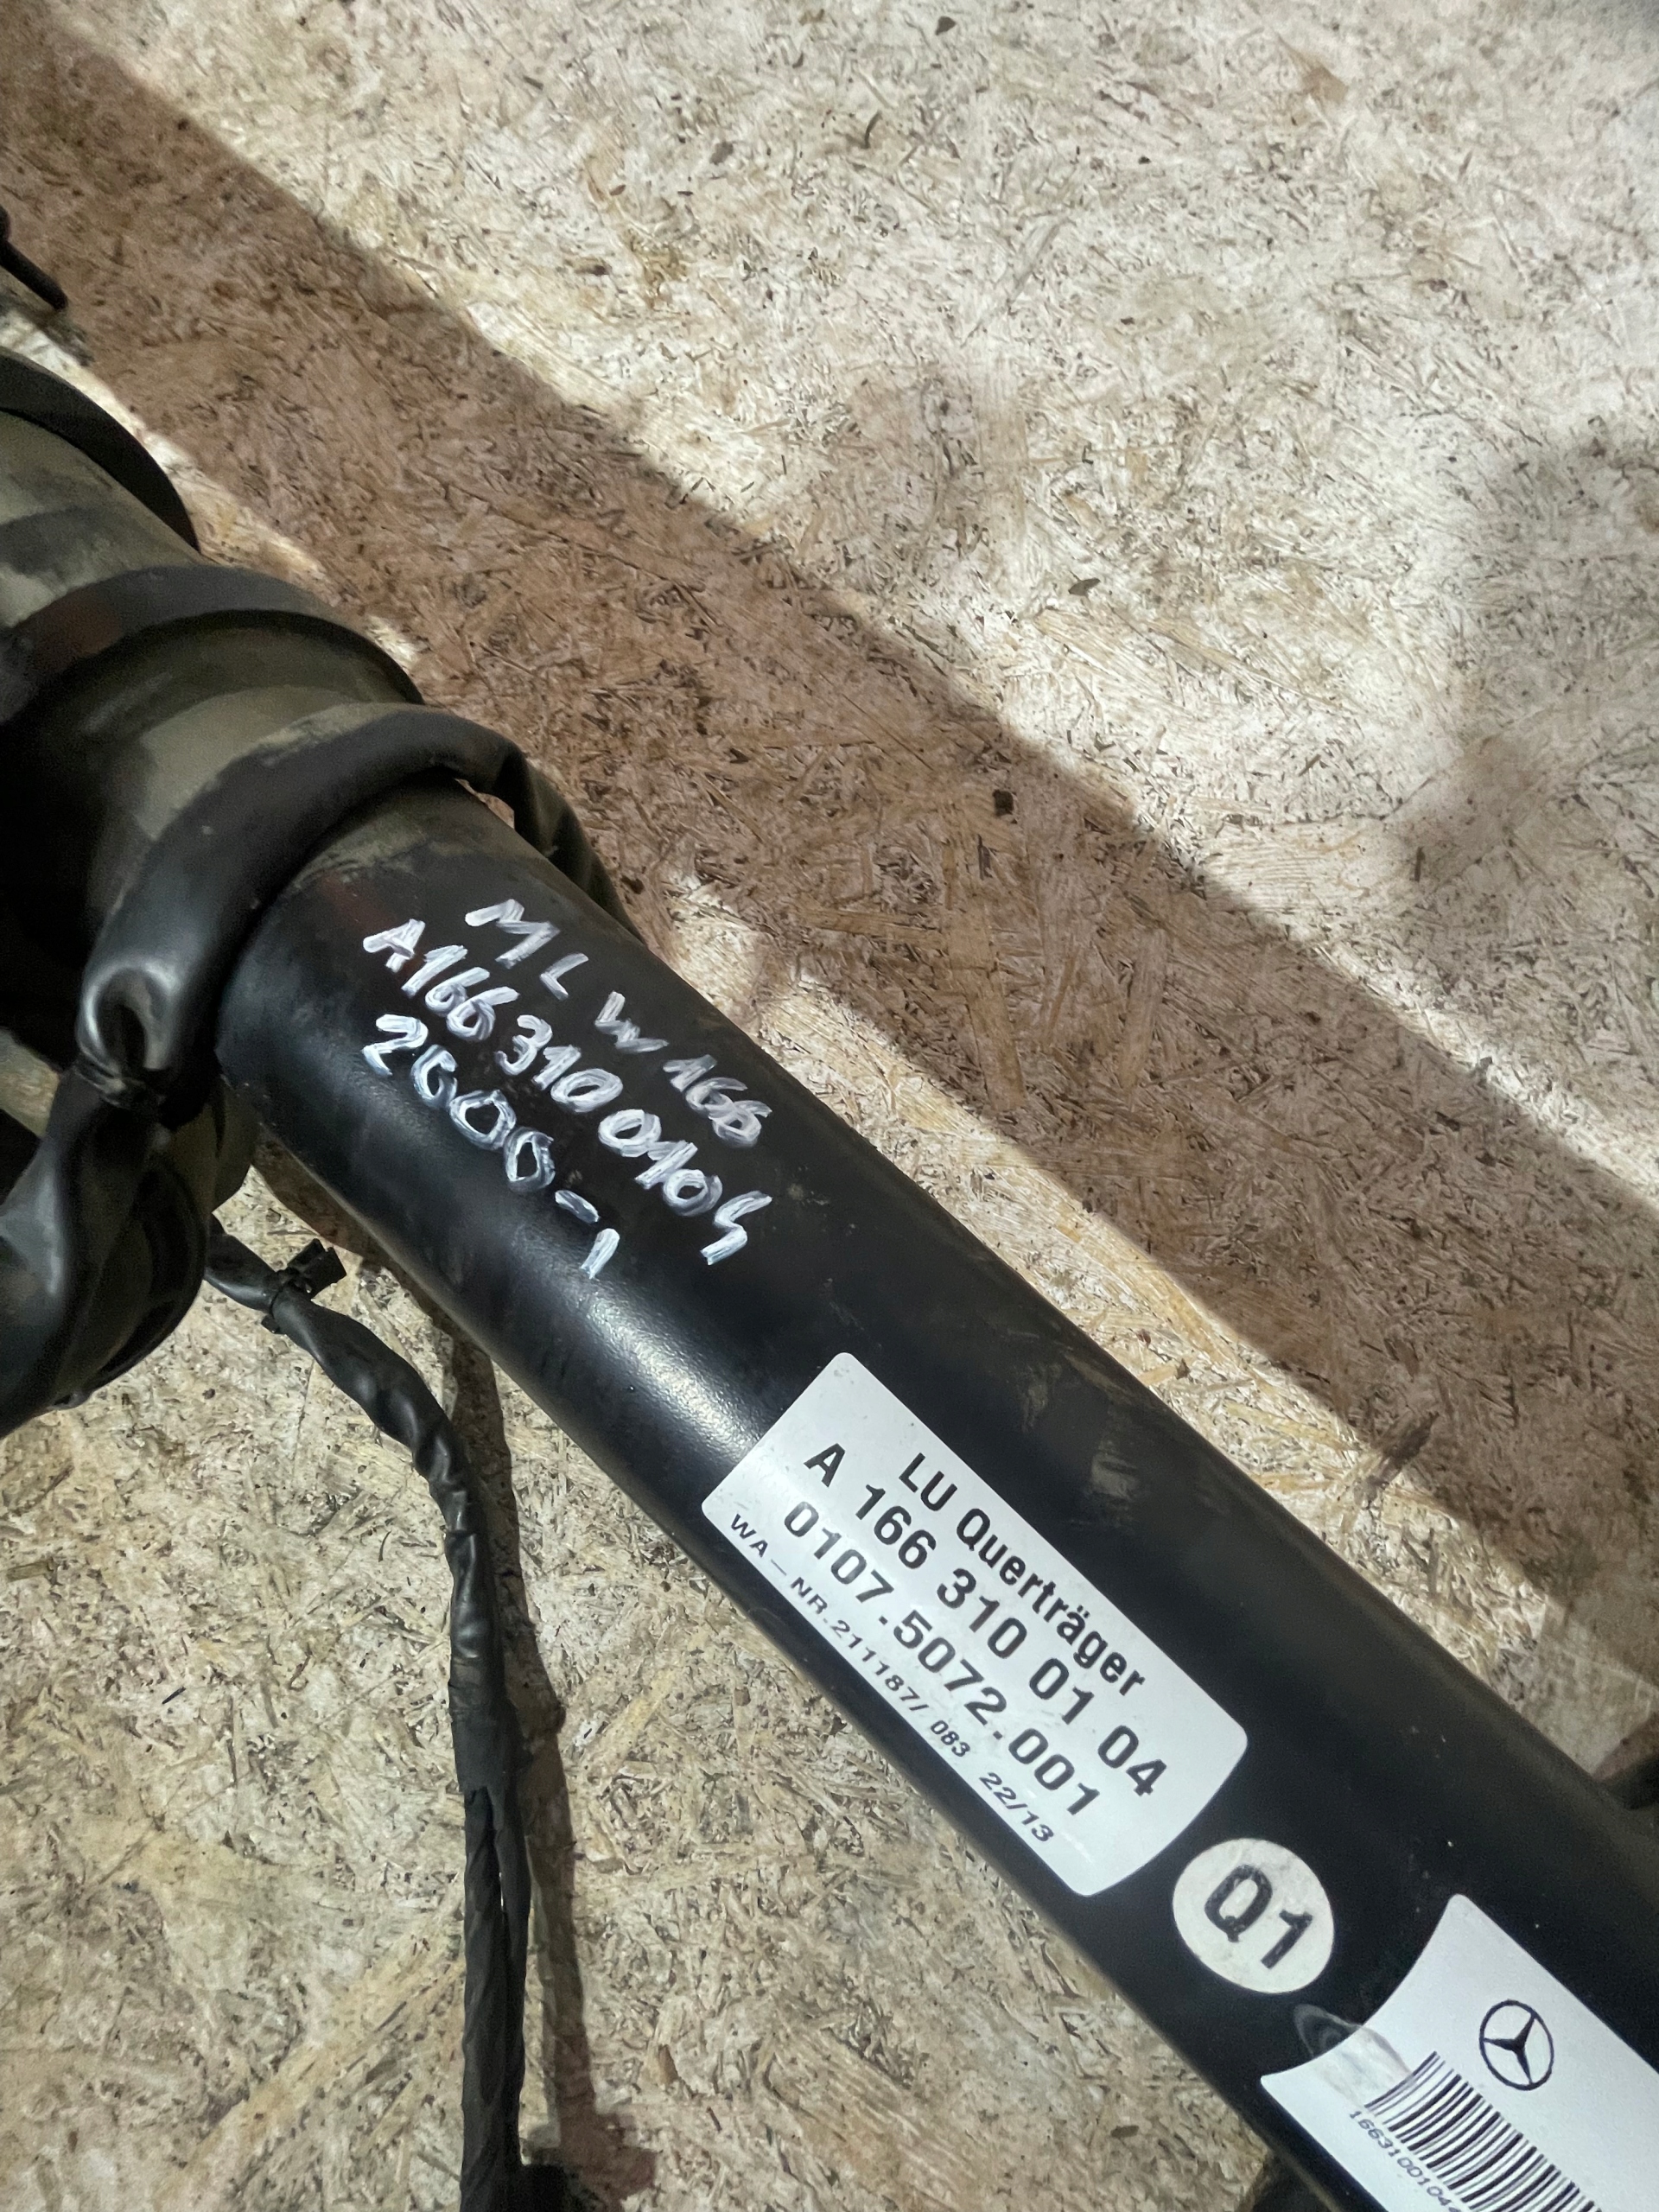 ML W166
A1663100104
2600-1
LU Querträger
A 166 310 01 04
0107.5072.001
WA-NR.211187/ 083 22/13
Q1